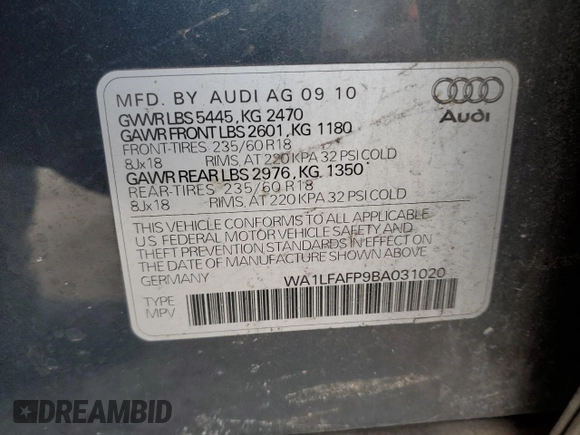 MFD. BY AUDI AG 09 10
GVWR LBS 5445, KG 2470
GAWR FRONT LBS 2601, KG 1180
FRONT-TIRES 235/60 R18
8Jx18 RIMS, AT 220 KPA 32 PSI COLD
GAWR REAR LBS 2976, KG. 1350
REAR-TIRES 235/60 R18
8Jx18 RIMS, AT 220 KPA 32 PSI COLD
THIS VEHICLE CONFORMS TO ALL APPLICABLE
U S FEDERAL MOTOR VEHICLE SAFETY AND
THEFT PREVENTION STANDARDS IN EFFECT ON
THE DATE OF MANUFACTURE SHOWN ABOVE
GERMANY WA1LFAFP9BA031020
TYPE
MPV
Audi
DREAMBID